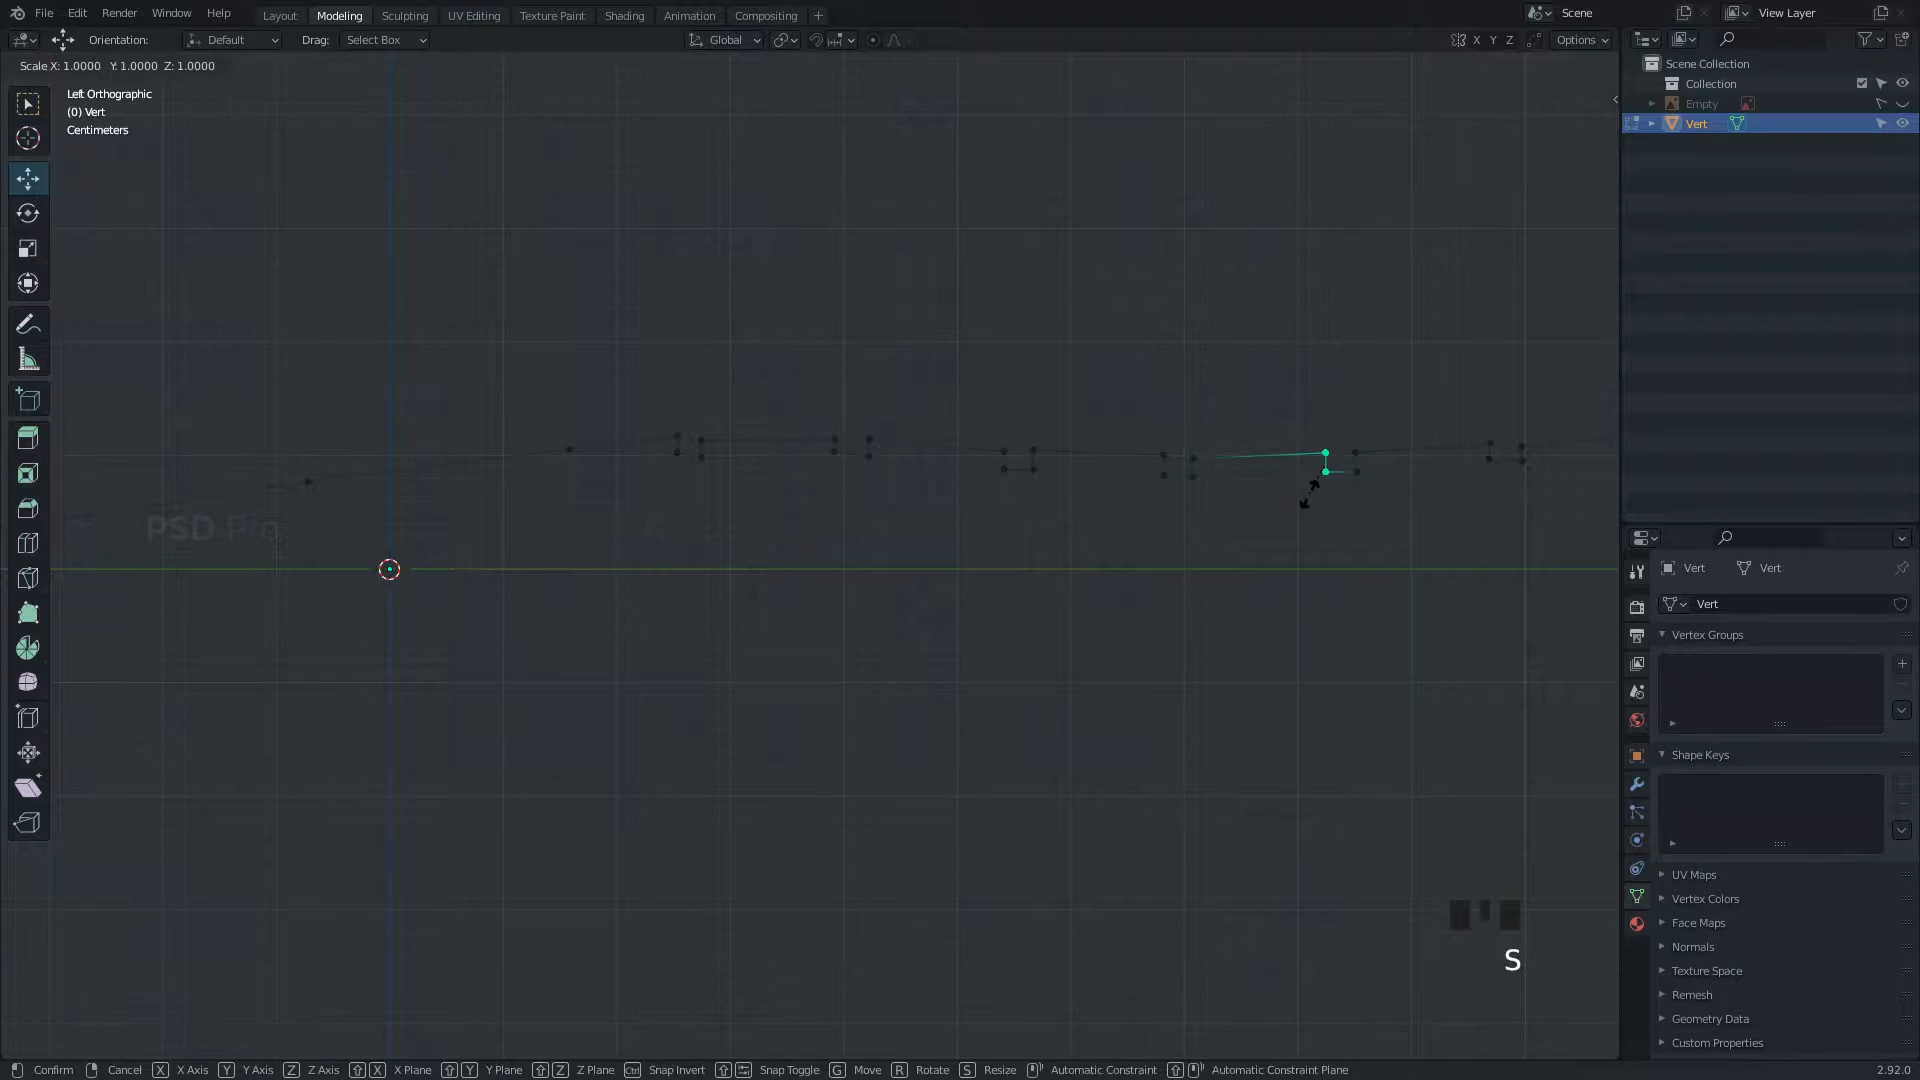 File Edit Render Window Help Layout Modeling Sculpting UV Editing Texture Paint Shading Animation Compositing + Scene View Layer
Orientation: Default Drag: Select Box Global X Y Z Options
Scale X: 1.0000 Y: 1.0000 Z: 1.0000
Left Orthographic
(0) Vert
Centimeters
Scene Collection
Collection
Empty
Vert
PSD Pro
Vert Vert
Vert
Vertex Groups
Shape Keys
UV Maps
Vertex Colors
Face Maps
Normals
Texture Space
Remesh
Geometry Data
Custom Properties
S
Confirm Cancel X X Axis Y Y Axis Z Z Axis X X Plane Y Y Plane Z Z Plane Ctrl Snap Invert Snap Toggle G Move R Rotate S Resize Automatic Constraint Automatic Constraint Plane 2.92.0